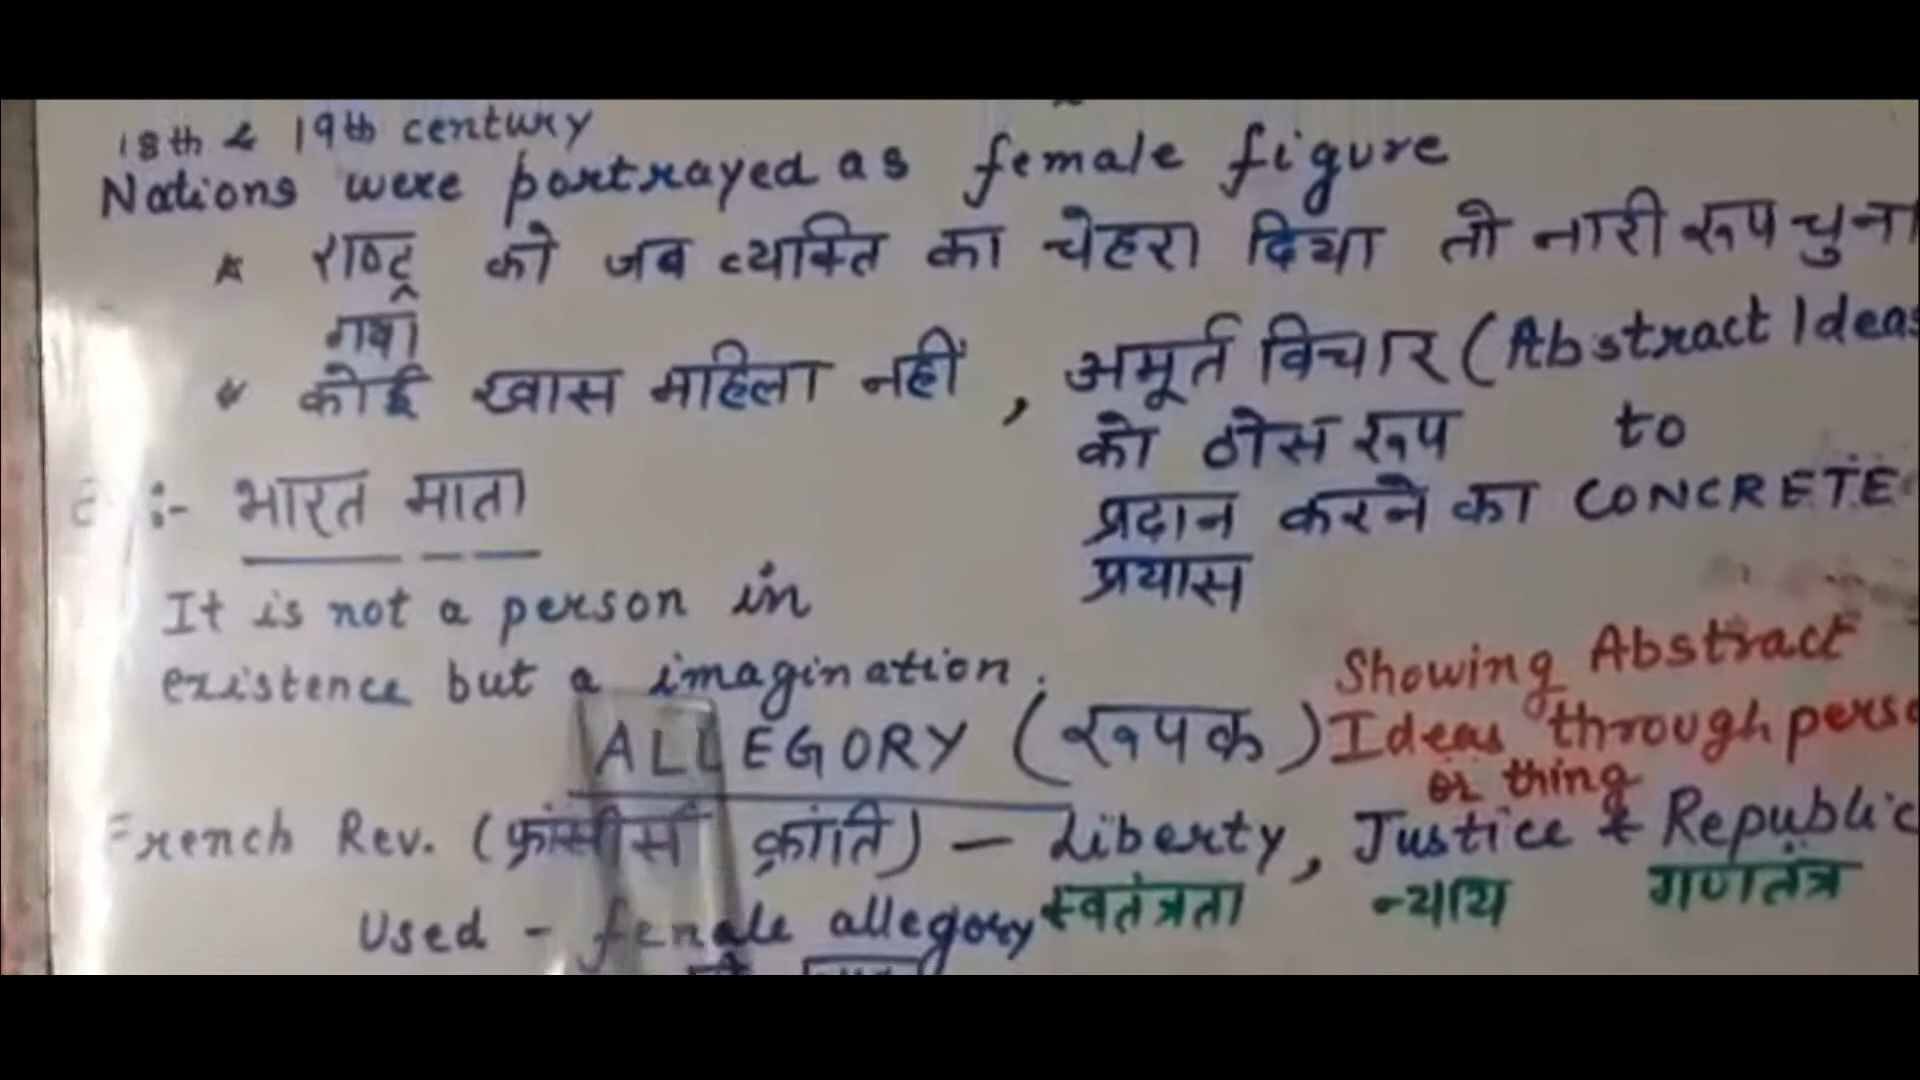 18th & 19th century
Nations were portrayed as female figure
* राष्ट्र को जब व्यक्ति का चेहरा दिया तो नारी रूप चुना
गया
* कोई खास महिला नहीं , अमूर्त विचार (Abstract Ideas
को ठोस रूप to
:- भारत माता प्रदान करने का CONCRETE
प्रयास
It is not a person in
existence but a imagination.
Showing Abstract
ALLEGORY (रूपक) Ideas through perso
or thing
French Rev. (फ्रांसीसी क्रांति) - Liberty, Justice & Republic
स्वतंत्रता न्याय गणतंत्र
Used - female allegory